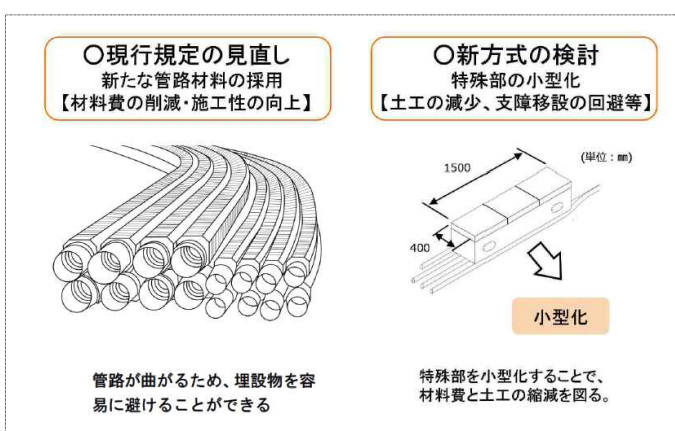 〇現行規定の見直し
新たな管路材料の採用
【材料費の削減・施工性の向上】
管路が曲がるため、埋設物を容
易に避けることができる
〇新方式の検討
特殊部の小型化
【土工の減少、支障移設の回避等】
(単位:㎜)
1500
400
小型化
特殊部を小型化することで、
材料費と土工の縮減を図る。